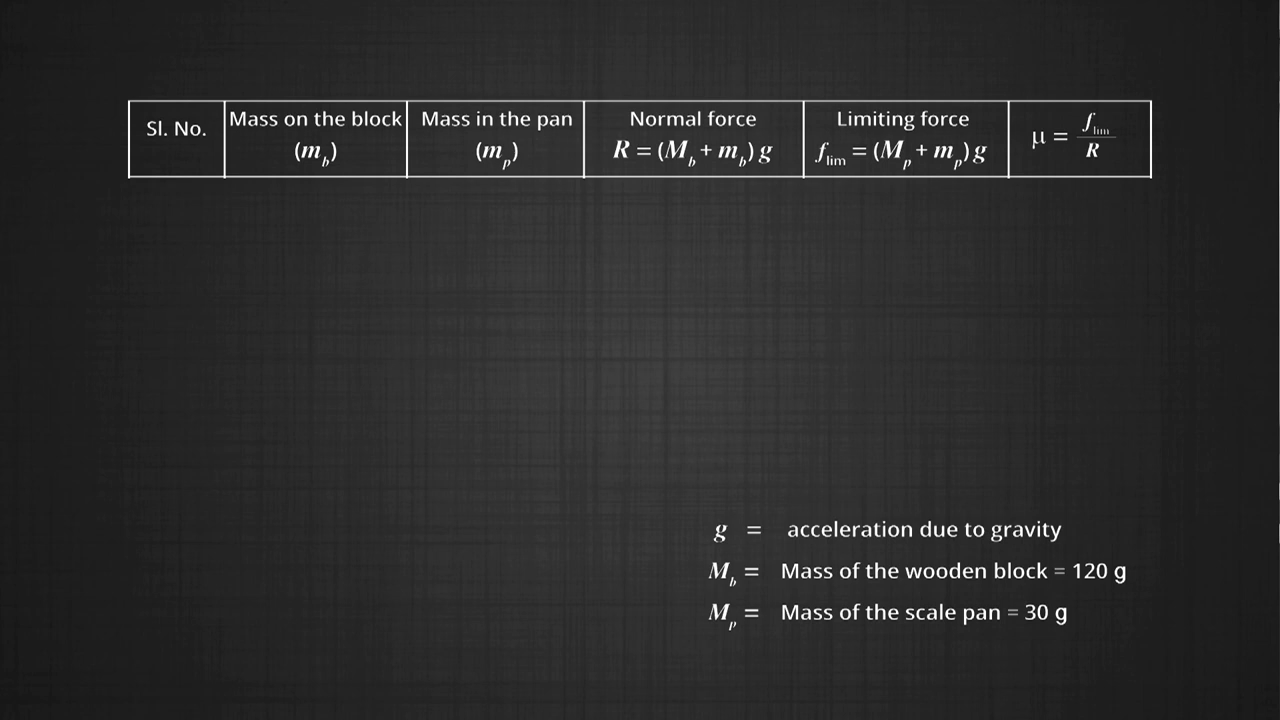 Sl. No.
Mass on the block
(m_b)
Mass in the pan
(m_p)
Normal force
R = (M_b + m_b) g
Limiting force
f_lim = (M_p + m_p) g
μ = f_lim / R
g = acceleration due to gravity
M_b = Mass of the wooden block = 120 g
M_p = Mass of the scale pan = 30 g